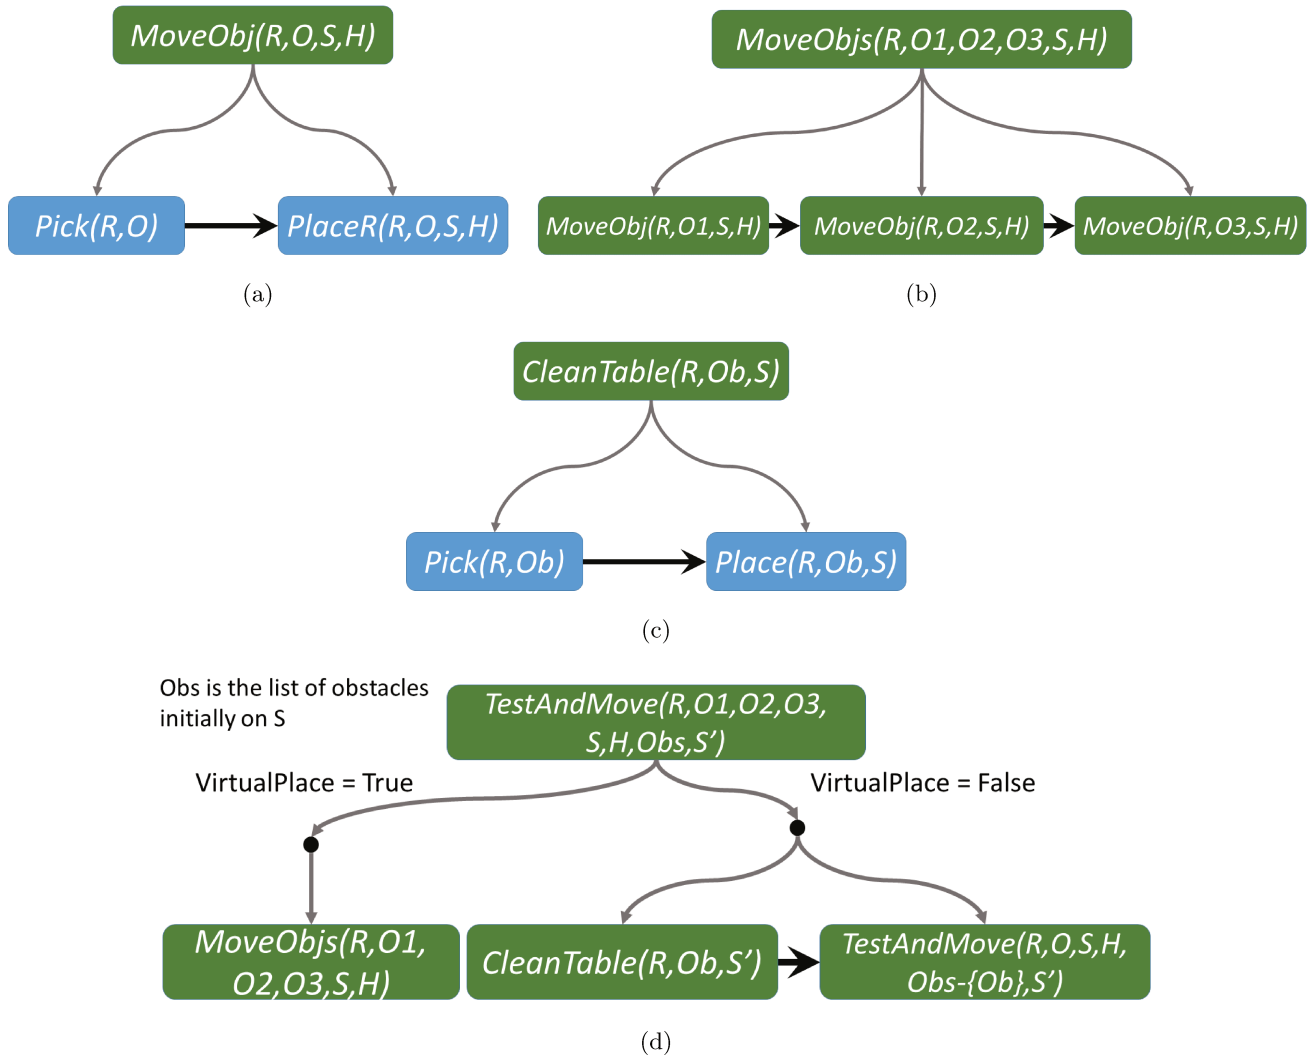 MoveObj(R,O,S,H)
Pick(R,O)
PlaceR(R,O,S,H)
(a)
MoveObjs(R,O1,O2,O3,S,H)
MoveObj(R,O1,S,H)
MoveObj(R,O2,S,H)
MoveObj(R,O3,S,H)
(b)
CleanTable(R,Ob,S)
Pick(R,Ob)
Place(R,Ob,S)
(c)
Obs is the list of obstacles
initially on S
TestAndMove(R,O1,O2,O3,
S,H,Obs,S’)
VirtualPlace = True
VirtualPlace = False
MoveObjs(R,O1,
O2,O3,S,H)
CleanTable(R,Ob,S’)
TestAndMove(R,O,S,H,
Obs-{Ob},S’)
(d)